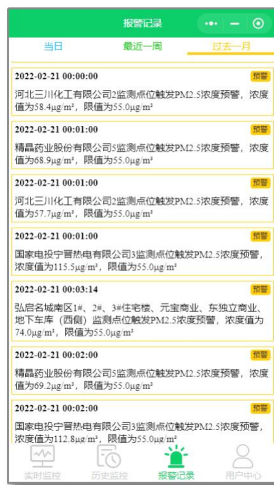 报警记录
当日 最近一周 过去一月
2022-02-21 00:00:00 预警
河北三川化工有限公司2监测点位触发PM2.5浓度预警，浓度
值为58.4μg/m³，限值为55.0μg/m³
2022-02-21 00:01:00 预警
精晶药业股份有限公司2监测点位触发PM2.5浓度预警，浓度
值为68.9μg/m³，限值为55.0μg/m³
2022-02-21 00:01:00 预警
河北三川化工有限公司2监测点位触发PM2.5浓度预警，浓度
值为57.7μg/m³，限值为55.0μg/m³
2022-02-21 00:01:00 预警
国家电投宁晋热电有限公司3监测点位触发PM2.5浓度预警，
浓度值为115.5μg/m³，限值为55.0μg/m³
2022-02-21 00:03:14 预警
弘启名城南区1#、2#、3#住宅楼、元宝商业、东独立商业、
地下车库（西侧）监测点位触发PM2.5浓度预警，浓度值为
74.0μg/m³，限值为55.0μg/m³
2022-02-21 00:02:00 预警
精晶药业股份有限公司2监测点位触发PM2.5浓度预警，浓度
值为69.2μg/m³，限值为55.0μg/m³
2022-02-21 00:02:00 预警
国家电投宁晋热电有限公司3监测点位触发PM2.5浓度预警，
浓度值为112.8μg/m³，限值为55.0μg/m³
实时监控 历史监控 报警记录 用户中心